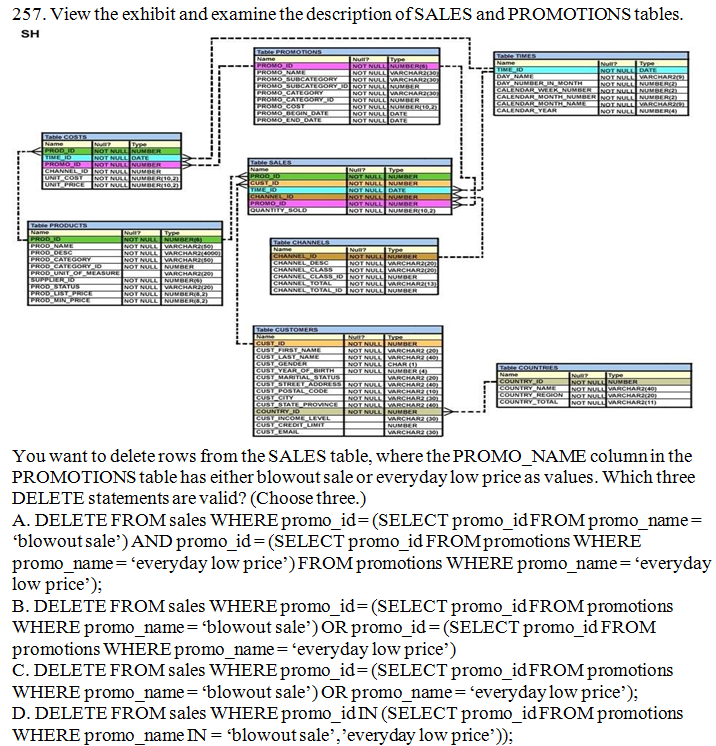 257. View the exhibit and examine the description of SALES and PROMOTIONS tables.
SH
Table PROMOTIONS
Name Null? Type
PROMO_ID NOT NULL NUMBER(6)
PROMO_NAME NOT NULL VARCHAR2(30)
PROMO_SUBCATEGORY NOT NULL VARCHAR2(30)
PROMO_SUBCATEGORY_ID NOT NULL NUMBER
PROMO_CATEGORY NOT NULL VARCHAR2(30)
PROMO_CATEGORY_ID NOT NULL NUMBER
PROMO_COST NOT NULL NUMBER(10,2)
PROMO_BEGIN_DATE NOT NULL DATE
PROMO_END_DATE NOT NULL DATE
Table TIMES
Name Null? Type
TIME_ID NOT NULL DATE
DAY_NAME NOT NULL VARCHAR2(9)
DAY_NUMBER_IN_MONTH NOT NULL NUMBER(2)
CALENDAR_WEEK_NUMBER NOT NULL NUMBER(2)
CALENDAR_MONTH_NUMBER NOT NULL NUMBER(2)
CALENDAR_MONTH_NAME NOT NULL VARCHAR2(9)
CALENDAR_YEAR NOT NULL NUMBER(4)
Table COSTS
Name Null? Type
PROD_ID NOT NULL NUMBER
TIME_ID NOT NULL DATE
PROMO_ID NOT NULL NUMBER
CHANNEL_ID NOT NULL NUMBER
UNIT_COST NOT NULL NUMBER(10,2)
UNIT_PRICE NOT NULL NUMBER(10,2)
Table SALES
Name Null? Type
PROD_ID NOT NULL NUMBER
CUST_ID NOT NULL NUMBER
TIME_ID NOT NULL DATE
CHANNEL_ID NOT NULL NUMBER
PROMO_ID NOT NULL NUMBER
QUANTITY_SOLD NOT NULL NUMBER(10,2)
Table PRODUCTS
Name Null? Type
PROD_ID NOT NULL NUMBER(6)
PROD_NAME NOT NULL VARCHAR2(50)
PROD_DESC NOT NULL VARCHAR2(4000)
PROD_CATEGORY NOT NULL VARCHAR2(50)
PROD_CATEGORY_ID NOT NULL NUMBER
PROD_UNIT_OF_MEASURE VARCHAR2(20)
SUPPLIER_ID NOT NULL NUMBER(6)
PROD_STATUS NOT NULL VARCHAR2(20)
PROD_LIST_PRICE NOT NULL NUMBER(8,2)
PROD_MIN_PRICE NOT NULL NUMBER(8,2)
Table CHANNELS
Name Null? Type
CHANNEL_ID NOT NULL NUMBER
CHANNEL_DESC NOT NULL VARCHAR2(20)
CHANNEL_CLASS NOT NULL VARCHAR2(20)
CHANNEL_CLASS_ID NOT NULL NUMBER
CHANNEL_TOTAL NOT NULL VARCHAR2(13)
CHANNEL_TOTAL_ID NOT NULL NUMBER
Table CUSTOMERS
Name Null? Type
CUST_ID NOT NULL NUMBER
CUST_FIRST_NAME NOT NULL VARCHAR2 (20)
CUST_LAST_NAME NOT NULL VARCHAR2 (40)
CUST_GENDER NOT NULL CHAR (1)
CUST_YEAR_OF_BIRTH NOT NULL NUMBER (4)
CUST_MARITIAL_STATUS VARCHAR2 (20)
CUST_STREET_ADDRESS NOT NULL VARCHAR2 (40)
CUST_POSTAL_CODE NOT NULL VARCHAR2 (10)
CUST_CITY NOT NULL VARCHAR2 (30)
CUST_STATE_PROVINCE NOT NULL VARCHAR2 (40)
COUNTRY_ID NOT NULL NUMBER
CUST_INCOME_LEVEL VARCHAR2 (30)
CUST_CREDIT_LIMIT NUMBER
CUST_EMAIL VARCHAR2 (30)
Table COUNTRIES
Name Null? Type
COUNTRY_ID NOT NULL NUMBER
COUNTRY_NAME NOT NULL VARCHAR2(40)
COUNTRY_REGION NOT NULL VARCHAR2(20)
COUNTRY_TOTAL NOT NULL VARCHAR2(11)
You want to delete rows from the SALES table, where the PROMO_NAME column in the
PROMOTIONS table has either blowout sale or everyday low price as values. Which three
DELETE statements are valid? (Choose three.)
A. DELETE FROM sales WHERE promo_id = (SELECT promo_id FROM promo_name =
‘blowout sale’) AND promo_id = (SELECT promo_id FROM promotions WHERE
promo_name = ‘everyday low price’) FROM promotions WHERE promo_name = ‘everyday
low price’);
B. DELETE FROM sales WHERE promo_id = (SELECT promo_id FROM promotions
WHERE promo_name = ‘blowout sale’) OR promo_id = (SELECT promo_id FROM
promotions WHERE promo_name = ‘everyday low price’)
C. DELETE FROM sales WHERE promo_id = (SELECT promo_id FROM promotions
WHERE promo_name = ‘blowout sale’) OR promo_name = ‘everyday low price’);
D. DELETE FROM sales WHERE promo_id IN (SELECT promo_id FROM promotions
WHERE promo_name IN = ‘blowout sale’,’everyday low price’));